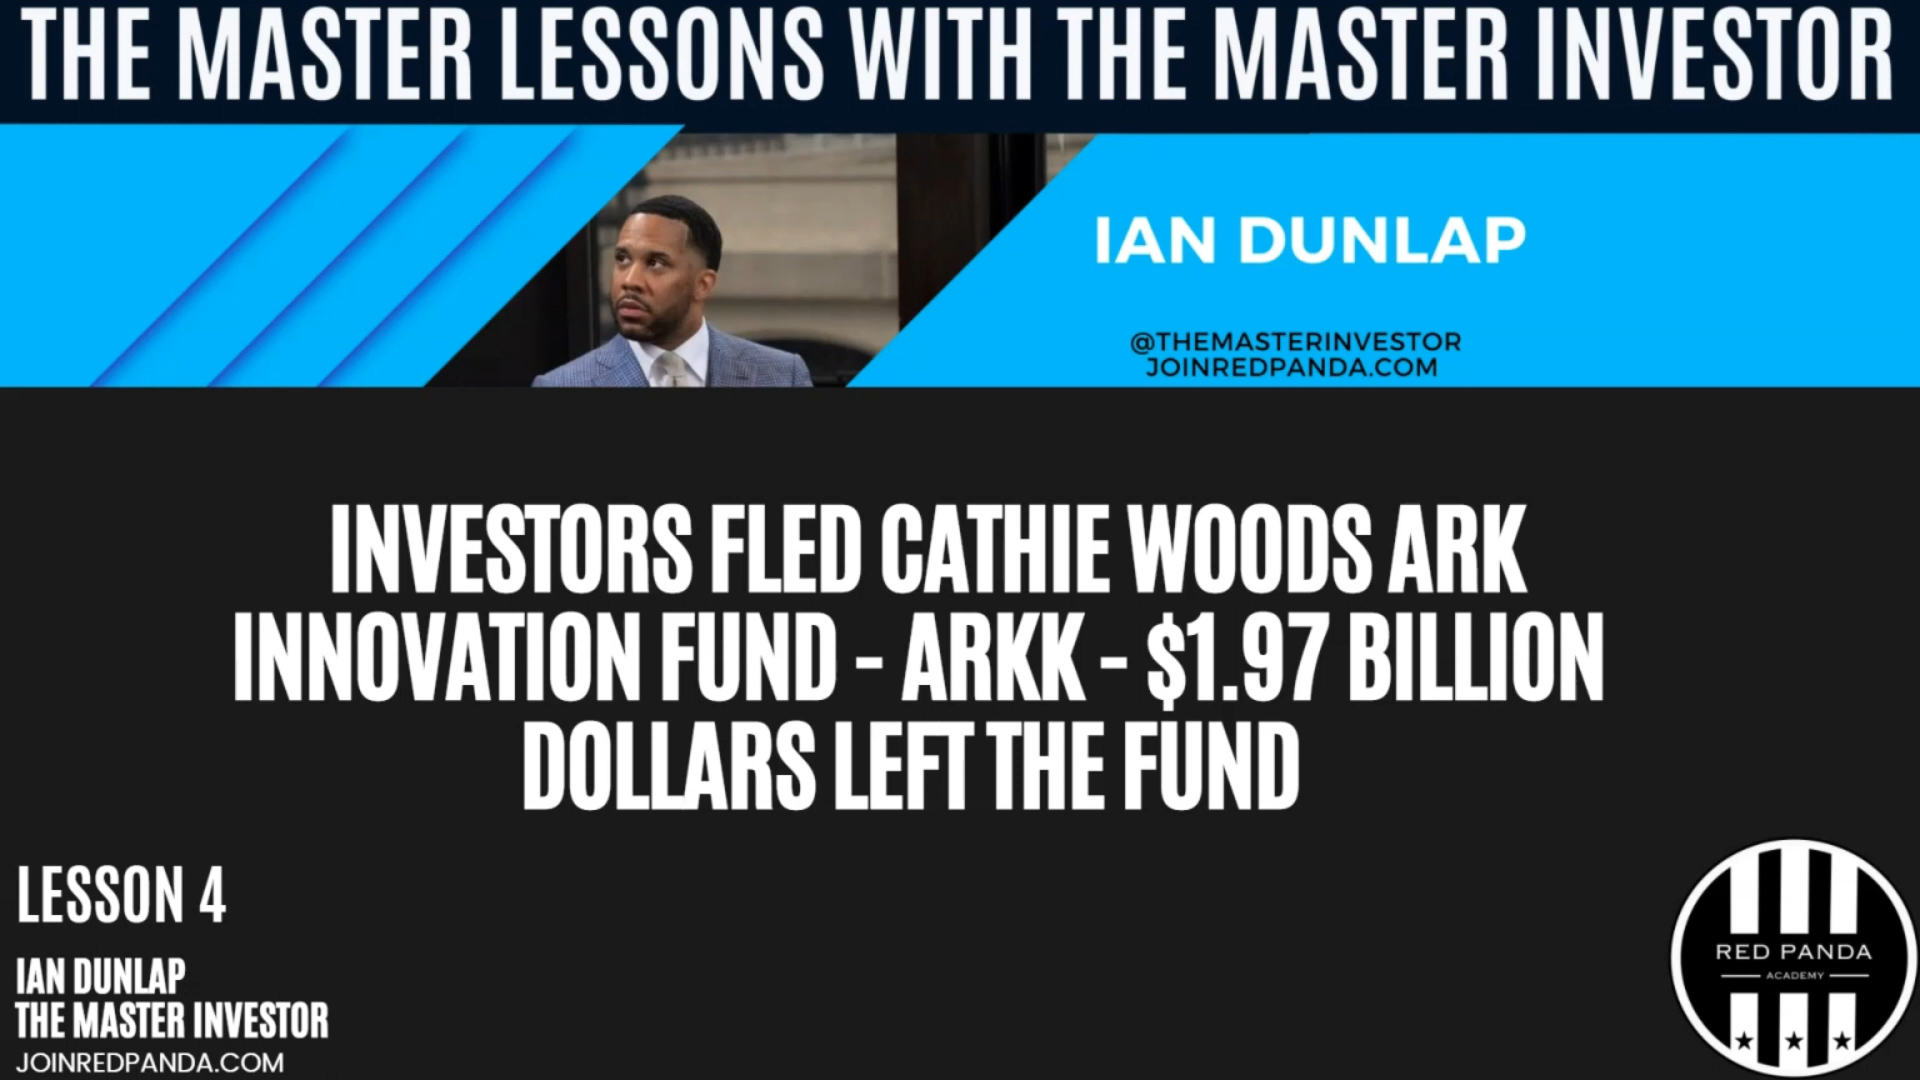 THE MASTER LESSONS WITH THE MASTER INVESTOR
IAN DUNLAP
@THEMASTERINVESTOR
JOINREDPANDA.COM
INVESTORS FLED CATHIE WOODS ARK
INNOVATION FUND - ARKK - $1.97 BILLION
DOLLARS LEFT THE FUND
LESSON 4
IAN DUNLAP
THE MASTER INVESTOR
JOINREDPANDA.COM
RED PANDA
ACADEMY